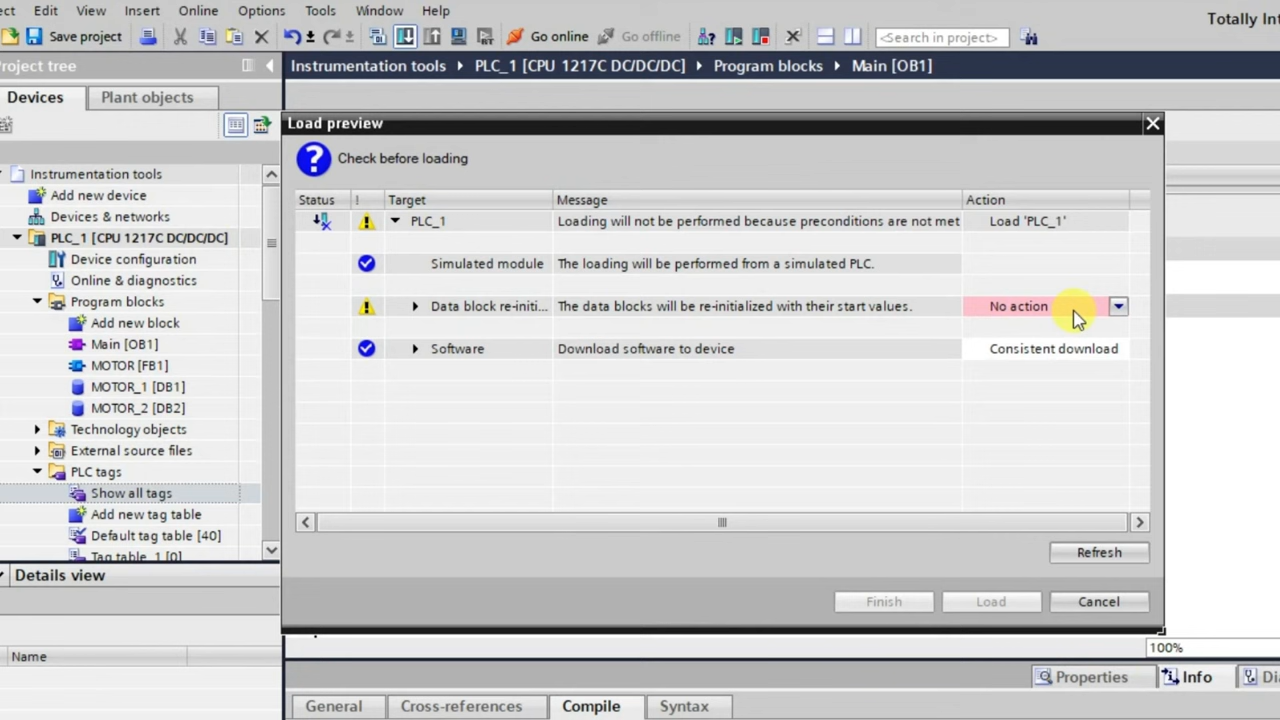 ect Edit View Insert Online Options Tools Window Help
Totally In
Save project Go online Go offline <Search in project>
Project tree
Instrumentation tools PLC_1 [CPU 1217C DC/DC/DC] Program blocks Main [OB1]
Devices Plant objects
Instrumentation tools
Add new device
Devices & networks
PLC_1 [CPU 1217C DC/DC/DC]
Device configuration
Online & diagnostics
Program blocks
Add new block
Main [OB1]
MOTOR [FB1]
MOTOR_1 [DB1]
MOTOR_2 [DB2]
Technology objects
External source files
PLC tags
Show all tags
Add new tag table
Default tag table [40]
Tag table_1 [0]
Details view
Name
Load preview
Check before loading
Status ! Target Message Action
PLC_1 Loading will not be performed because preconditions are not met Load 'PLC_1'
Simulated module The loading will be performed from a simulated PLC.
Data block re-initi... The data blocks will be re-initialized with their start values. No action
Software Download software to device Consistent download
Refresh
Finish Load Cancel
100%
Properties Info Di
General Cross-references Compile Syntax